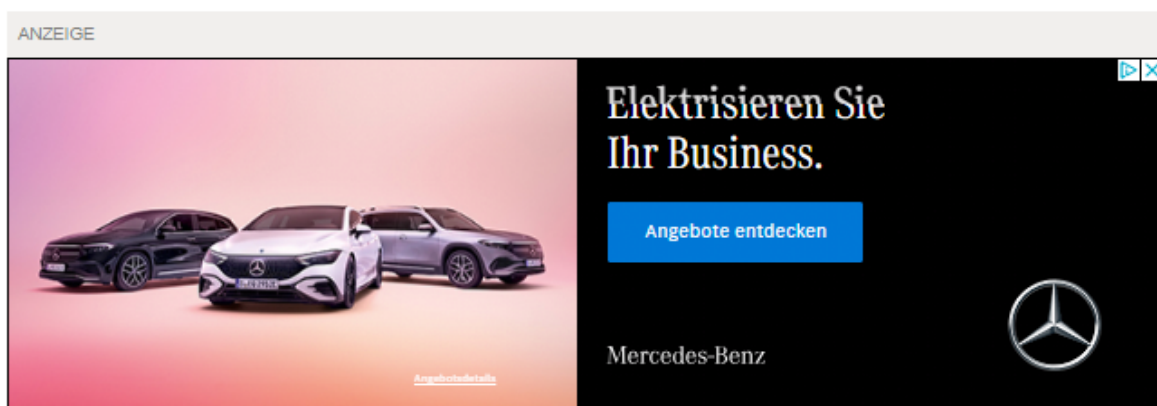 ANZEIGE
Elektrisieren Sie
Ihr Business.
Angebote entdecken
Mercedes-Benz
Angebotsdetails